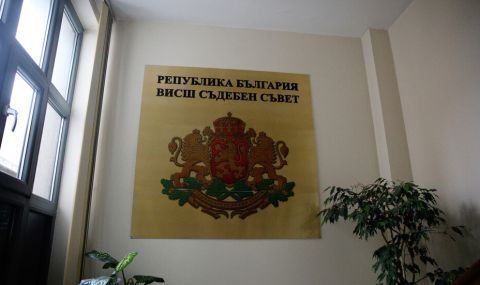 РЕПУБЛИКА БЪЛГАРИЯ
ВИСШ СЪДЕБЕН СЪВЕТ